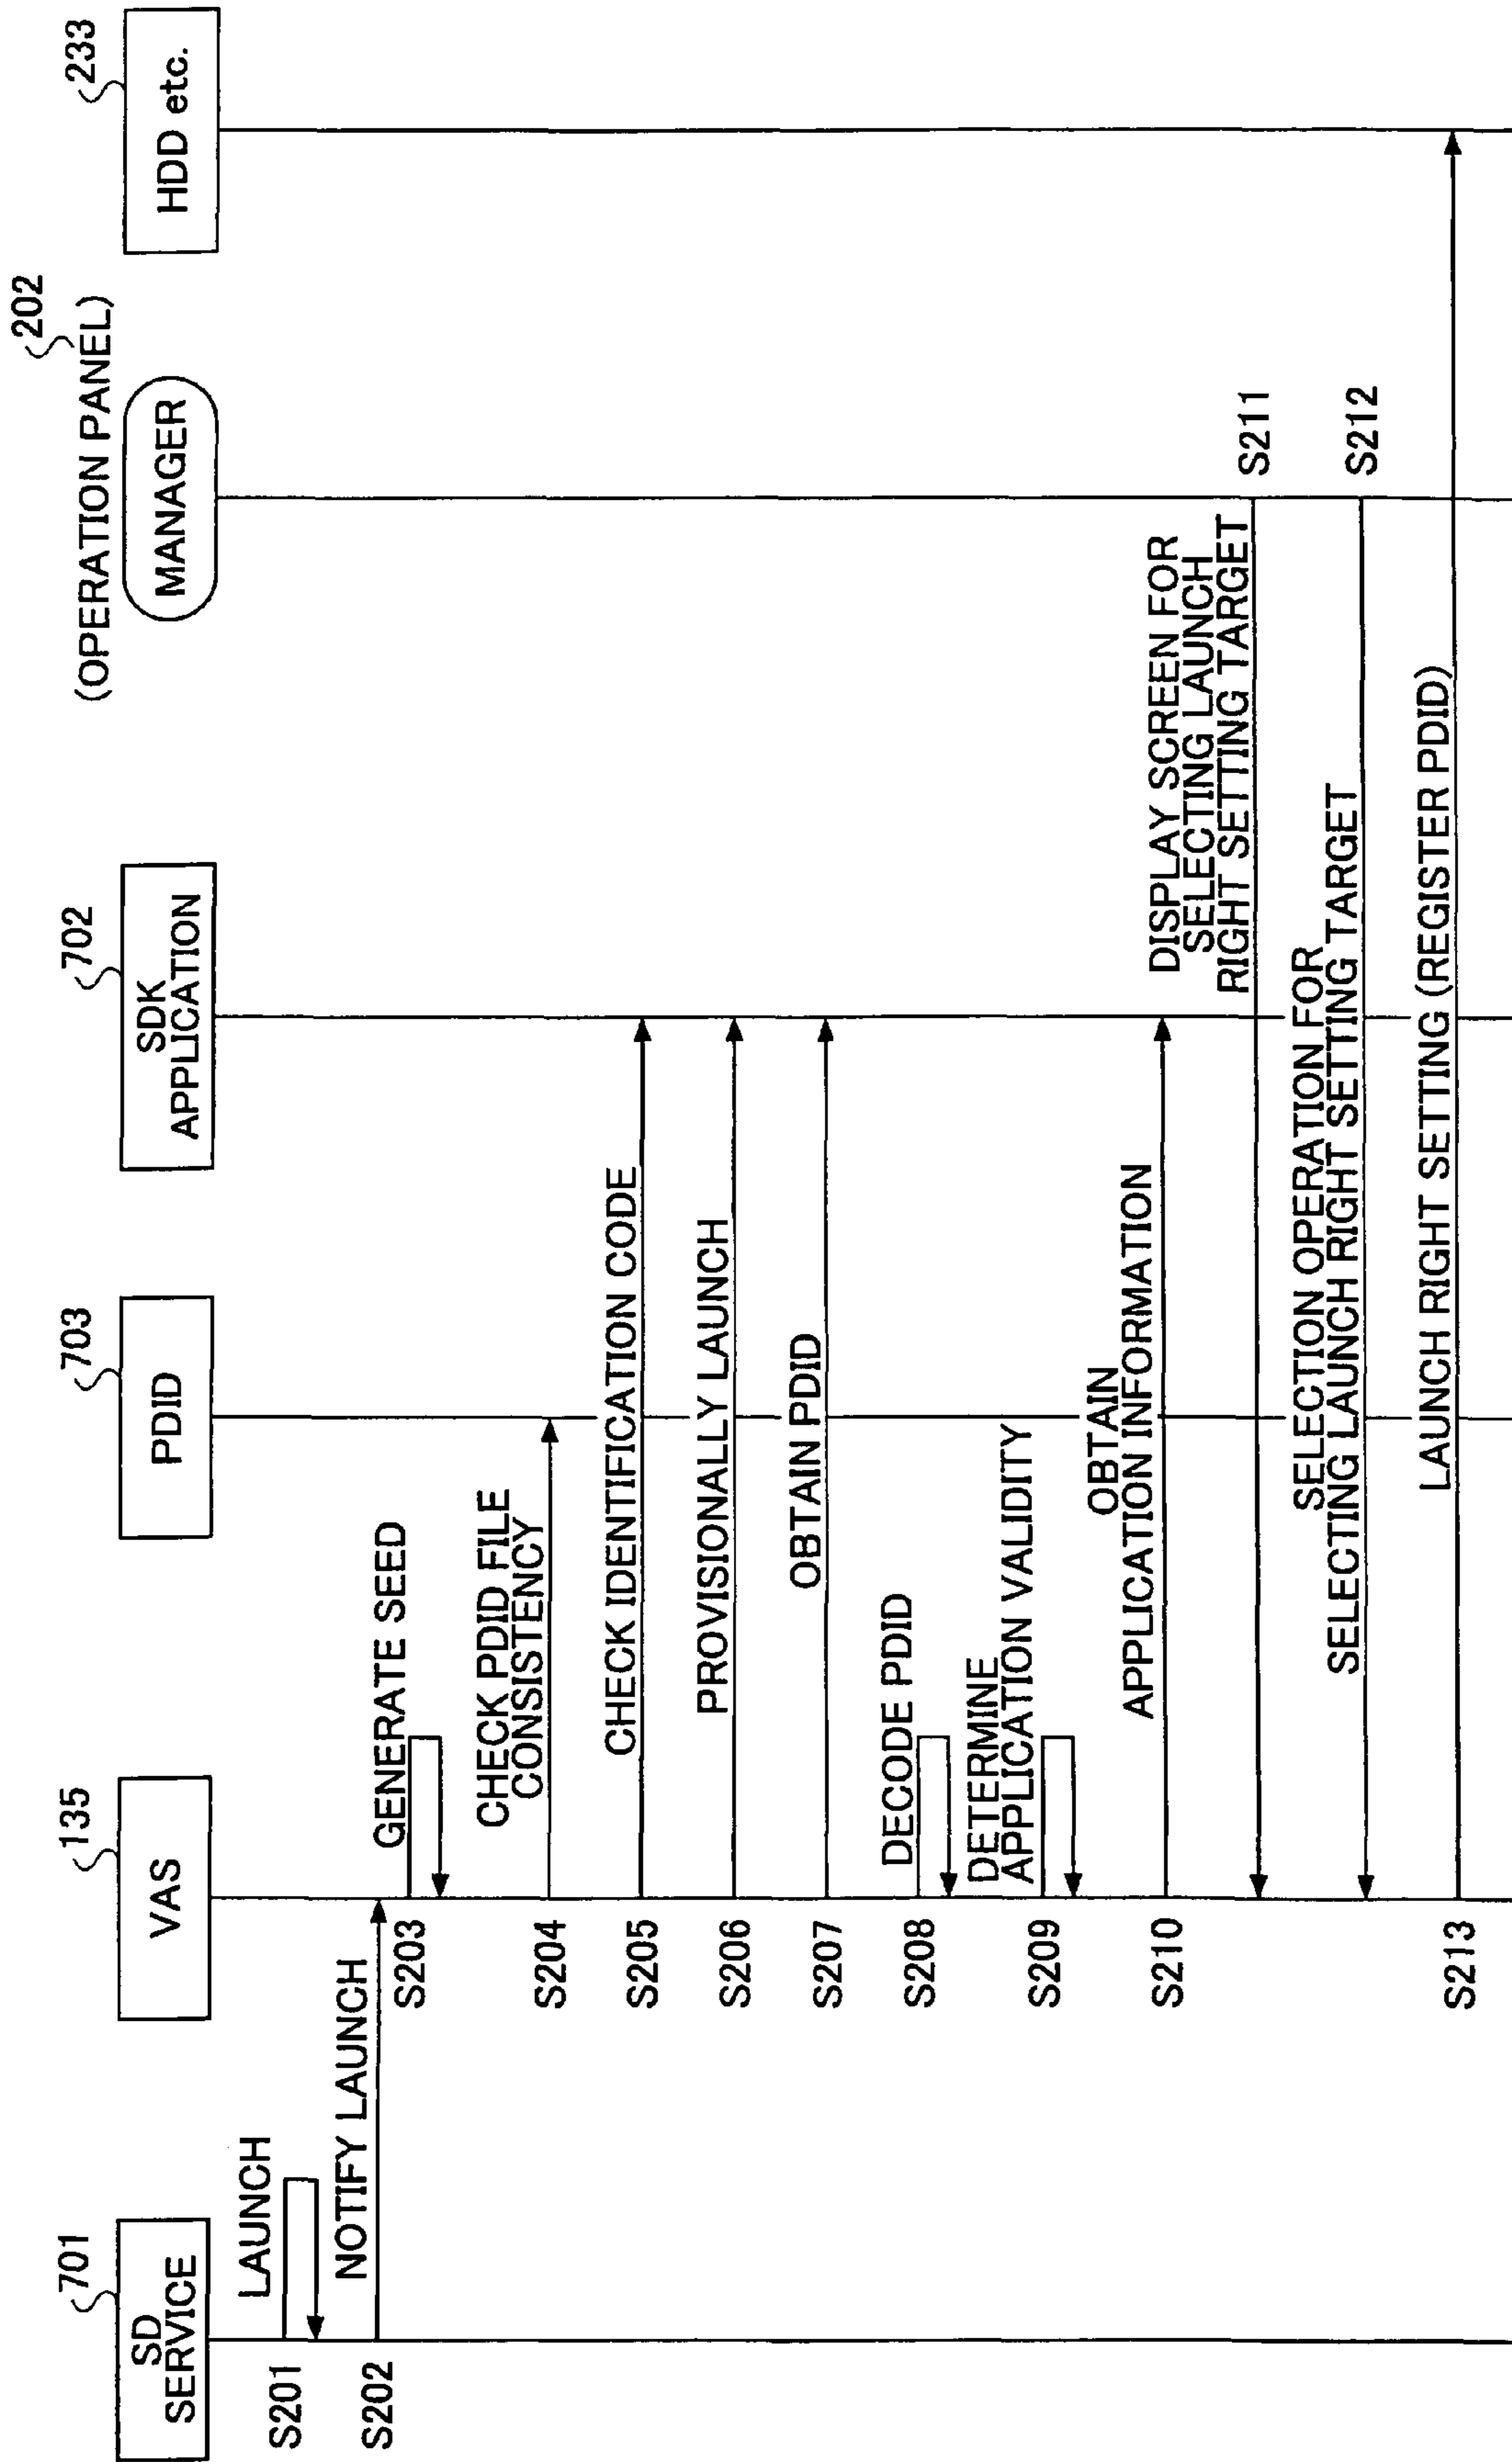 701
SD
SERVICE
135
VAS
703
PDID
702
SDK
APPLICATION
202
(OPERATION PANEL)
MANAGER
233
HDD etc.
S201
LAUNCH
S202
NOTIFY LAUNCH
S203
GENERATE SEED
S204
CHECK PDID FILE
CONSISTENCY
S205
CHECK IDENTIFICATION CODE
S206
PROVISIONALLY LAUNCH
S207
OBTAIN PDID
S208
DECODE PDID
S209
DETERMINE
APPLICATION VALIDITY
S210
OBTAIN
APPLICATION INFORMATION
DISPLAY SCREEN FOR
SELECTING LAUNCH
RIGHT SETTING TARGET
S211
SELECTION OPERATION FOR
SELECTING LAUNCH RIGHT SETTING TARGET
S212
S213
LAUNCH RIGHT SETTING (REGISTER PDID)